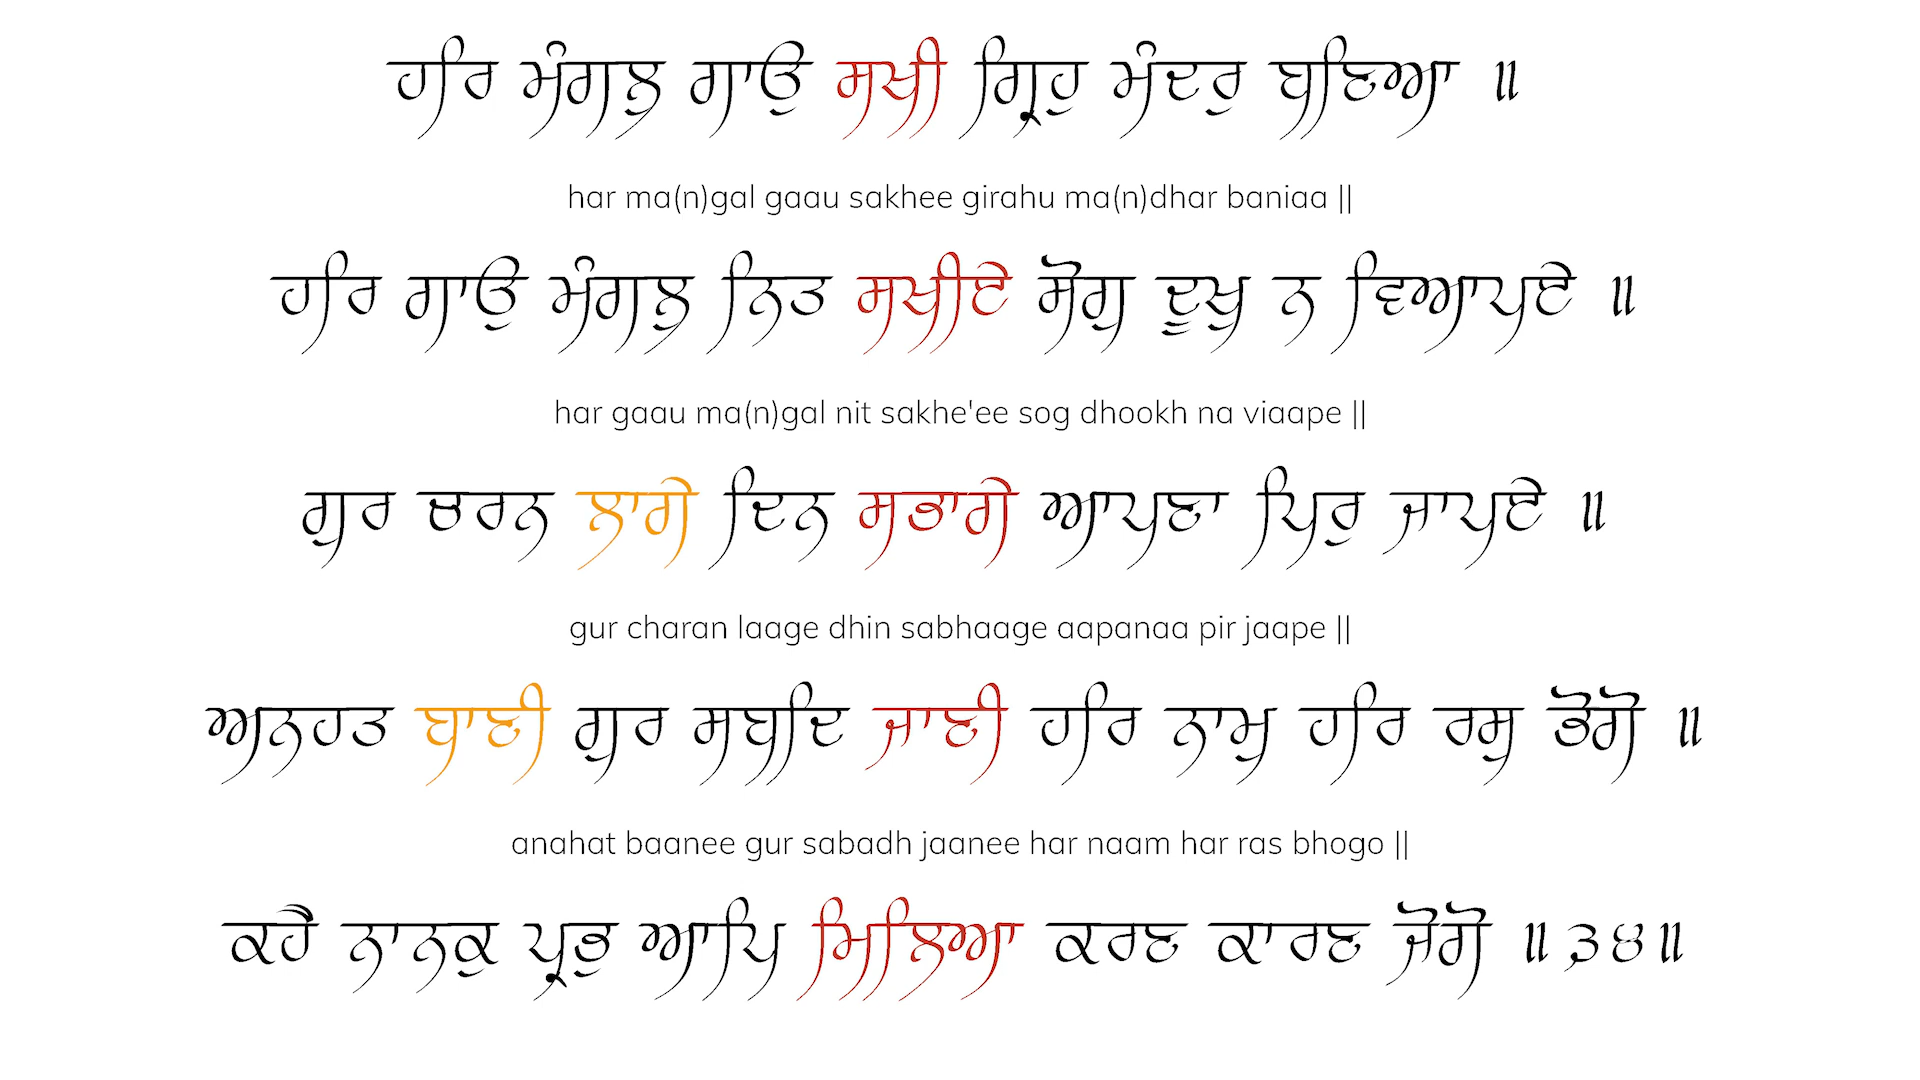 ਹਰਿ ਮੰਗਲੁ ਗਾਉ ਸਖੀ ਗ੍ਰਿਹੁ ਮੰਦਰੁ ਬਣਿਆ ॥
har ma(n)gal gaau sakhee girahu ma(n)dhar baniaa ||
ਹਰਿ ਗਾਉ ਮੰਗਲੁ ਨਿਤ ਸਖੀਏ ਸੋਗੁ ਦੂਖੁ ਨ ਵਿਆਪਏ ॥
har gaau ma(n)gal nit sakhe'ee sog dhookh na viaape ||
ਗੁਰ ਚਰਨ ਲਾਗੇ ਦਿਨ ਸਭਾਗੇ ਆਪਣਾ ਪਿਰੁ ਜਾਪਏ ॥
gur charan laage dhin sabhaage aapanaa pir jaape ||
ਅਨਹਤ ਬਾਣੀ ਗੁਰ ਸਬਦਿ ਜਾਣੀ ਹਰਿ ਨਾਮੁ ਹਰਿ ਰਸੁ ਭੋਗੋ ॥
anahat baanee gur sabadh jaanee har naam har ras bhogo ||
ਕਹੈ ਨਾਨਕੁ ਪ੍ਰਭੁ ਆਪਿ ਮਿਲਿਆ ਕਰਣ ਕਾਰਣ ਜੋਗੋ ॥੩੪॥